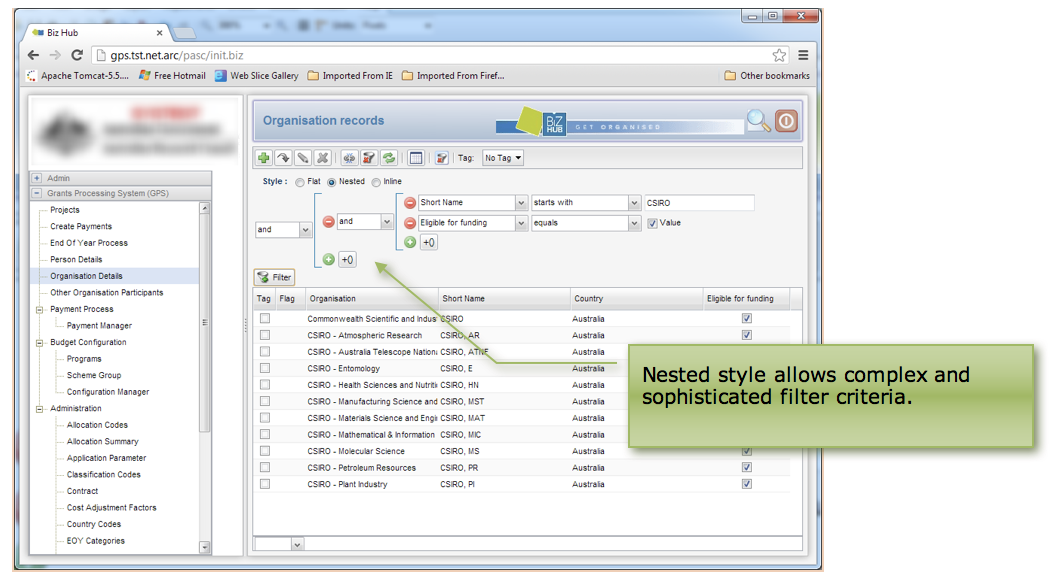 Biz Hub
gps.tst.net.arc/pasc/init.biz
Apache Tomcat-5.5.... Free Hotmail Web Slice Gallery Imported From IE Imported From Firef... Other bookmarks
Organisation records
BIZ HUB GET ORGANISED
Tag: No Tag
Style : Flat Nested Inline
and
and
Short Name starts with CSIRO
Eligible for funding equals Value
+()
+()
Filter
Admin
Grants Processing System (GPS)
Projects
Create Payments
End Of Year Process
Person Details
Organisation Details
Other Organisation Participants
Payment Process
Payment Manager
Budget Configuration
Programs
Scheme Group
Configuration Manager
Administration
Allocation Codes
Allocation Summary
Application Parameter
Classification Codes
Contract
Cost Adjustment Factors
Country Codes
EOY Categories
Tag Flag Organisation Short Name Country Eligible for funding
Commonwealth Scientific and Indus CSIRO Australia
CSIRO - Atmospheric Research CSIRO, AR Australia
CSIRO - Australia Telescope Nation CSIRO, ATNF Australia
CSIRO - Entomology CSIRO, E Australia
CSIRO - Health Sciences and Nutriti CSIRO, HN Australia
CSIRO - Manufacturing Science and CSIRO, MST Australia
CSIRO - Materials Science and Engi CSIRO, MAT Australia
CSIRO - Mathematical & Information CSIRO, MIC Australia
CSIRO - Molecular Science CSIRO, MS Australia
CSIRO - Petroleum Resources CSIRO, PR Australia
CSIRO - Plant Industry CSIRO, PI Australia
Nested style allows complex and
sophisticated filter criteria.